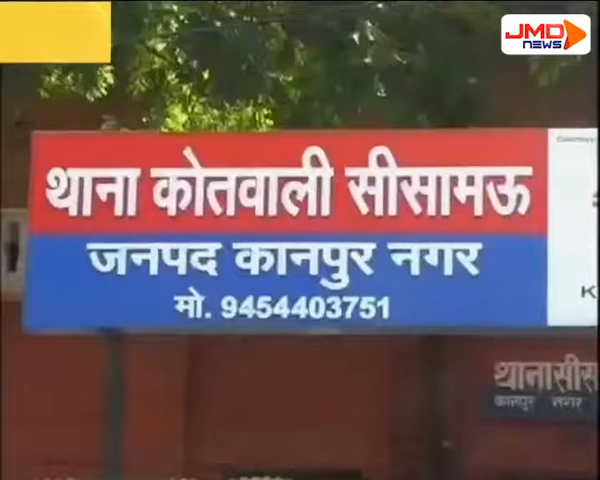 JMD
NEWS
थाना कोतवाली सीसामऊ
जनपद कानपुर नगर
मो. 9454403751
K
थानासीस
कानपुर नगर